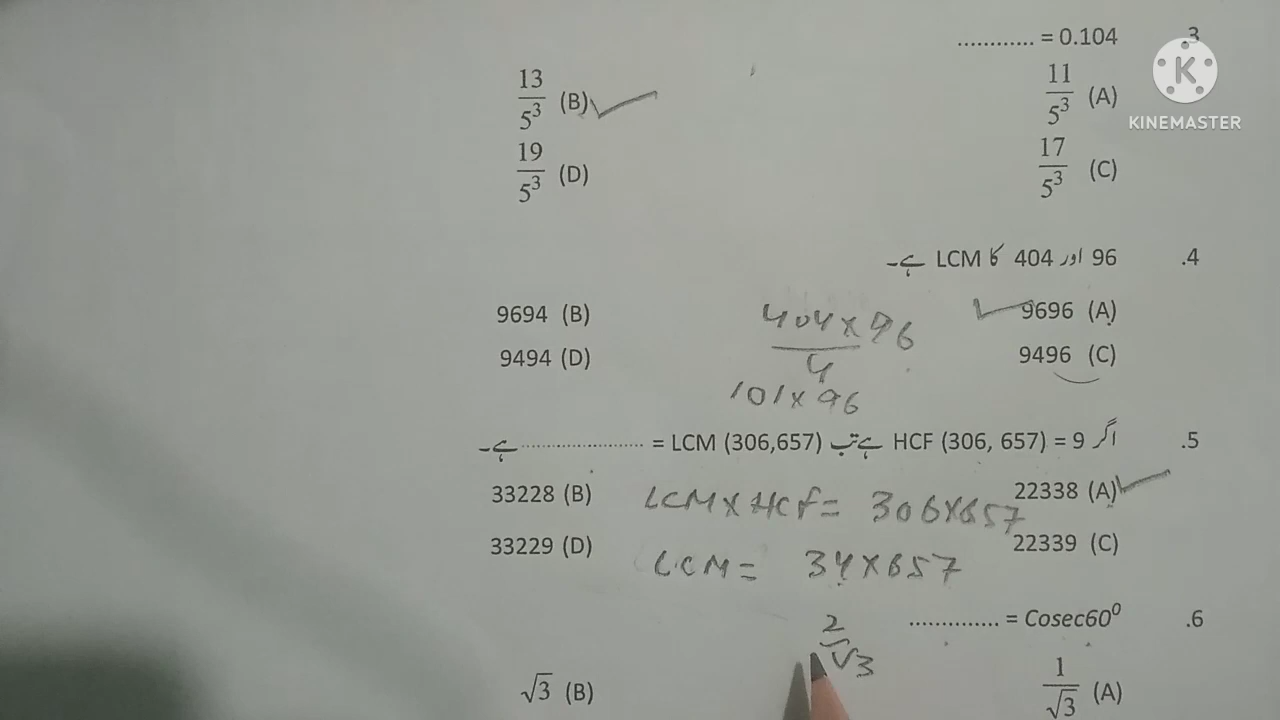 3. 0.104 = ............
(A) 11/5³ (B) 13/5³
(C) 17/5³ (D) 19/5³
KINEMASTER
4. 96 اور 404 کا LCM ہے۔
(A) 9696 (B) 9694
(C) 9496 (D) 9494
404 × 96
4
101 × 96
5. اگر HCF (306, 657) = 9 ہے تب LCM (306,657) = ...................... ہے۔
(A) 22338 (B) 33228
LCM × HCF = 306 × 657
(C) 22339 (D) 33229
LCM = 34 × 657
6. Cosec60⁰ = ..............
2/√3
(A) 1/√3 (B) √3